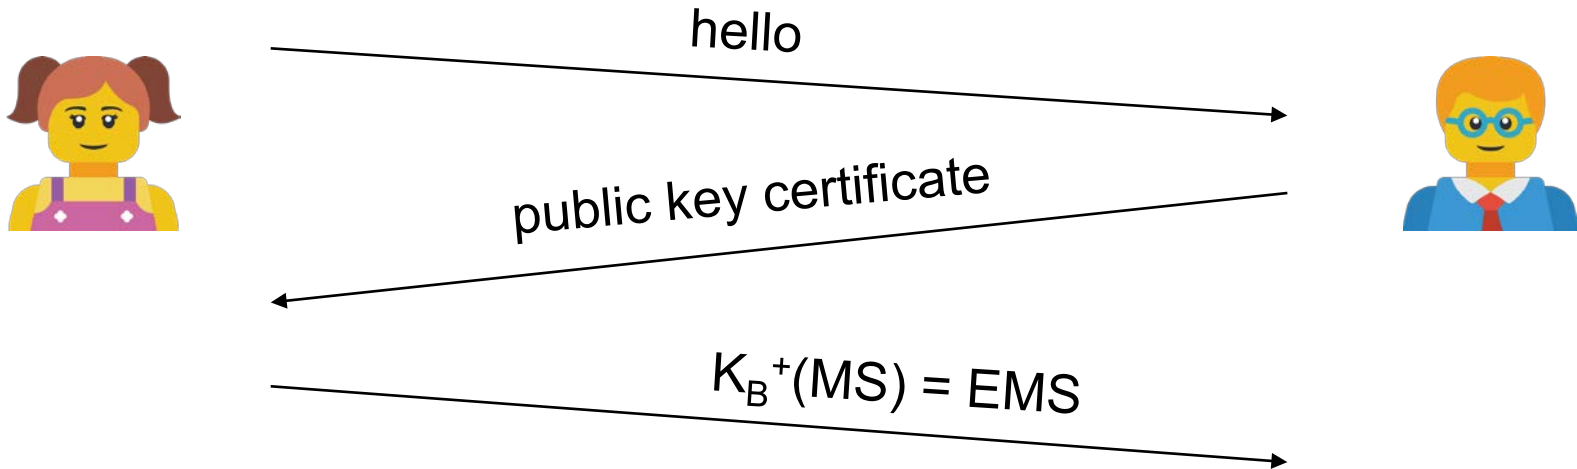 hello
public key certificate
K_B^+(MS) = EMS